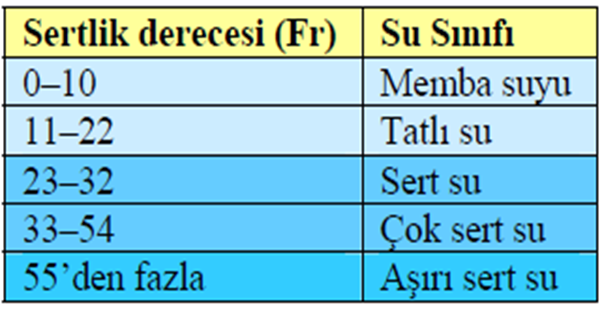 Sertlik derecesi (Fr) Su Sınıfı
0–10 Memba suyu
11–22 Tatlı su
23–32 Sert su
33–54 Çok sert su
55’den fazla Aşırı sert su